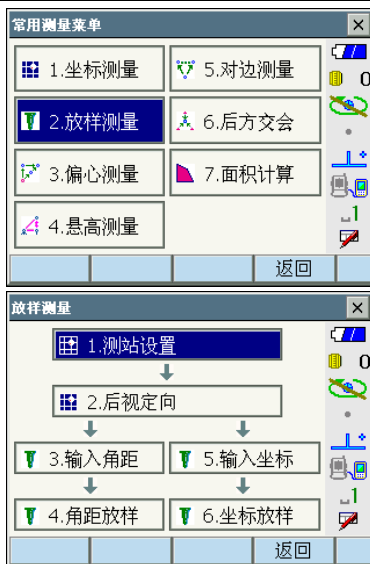 常用测量菜单
1.坐标测量
5.对边测量
0
2.放样测量
6.后方交会
3.偏心测量
7.面积计算
4.悬高测量
1
返回
放样测量
1.测站设置
0
2.后视定向
3.输入角距
5.输入坐标
4.角距放样
6.坐标放样
1
返回